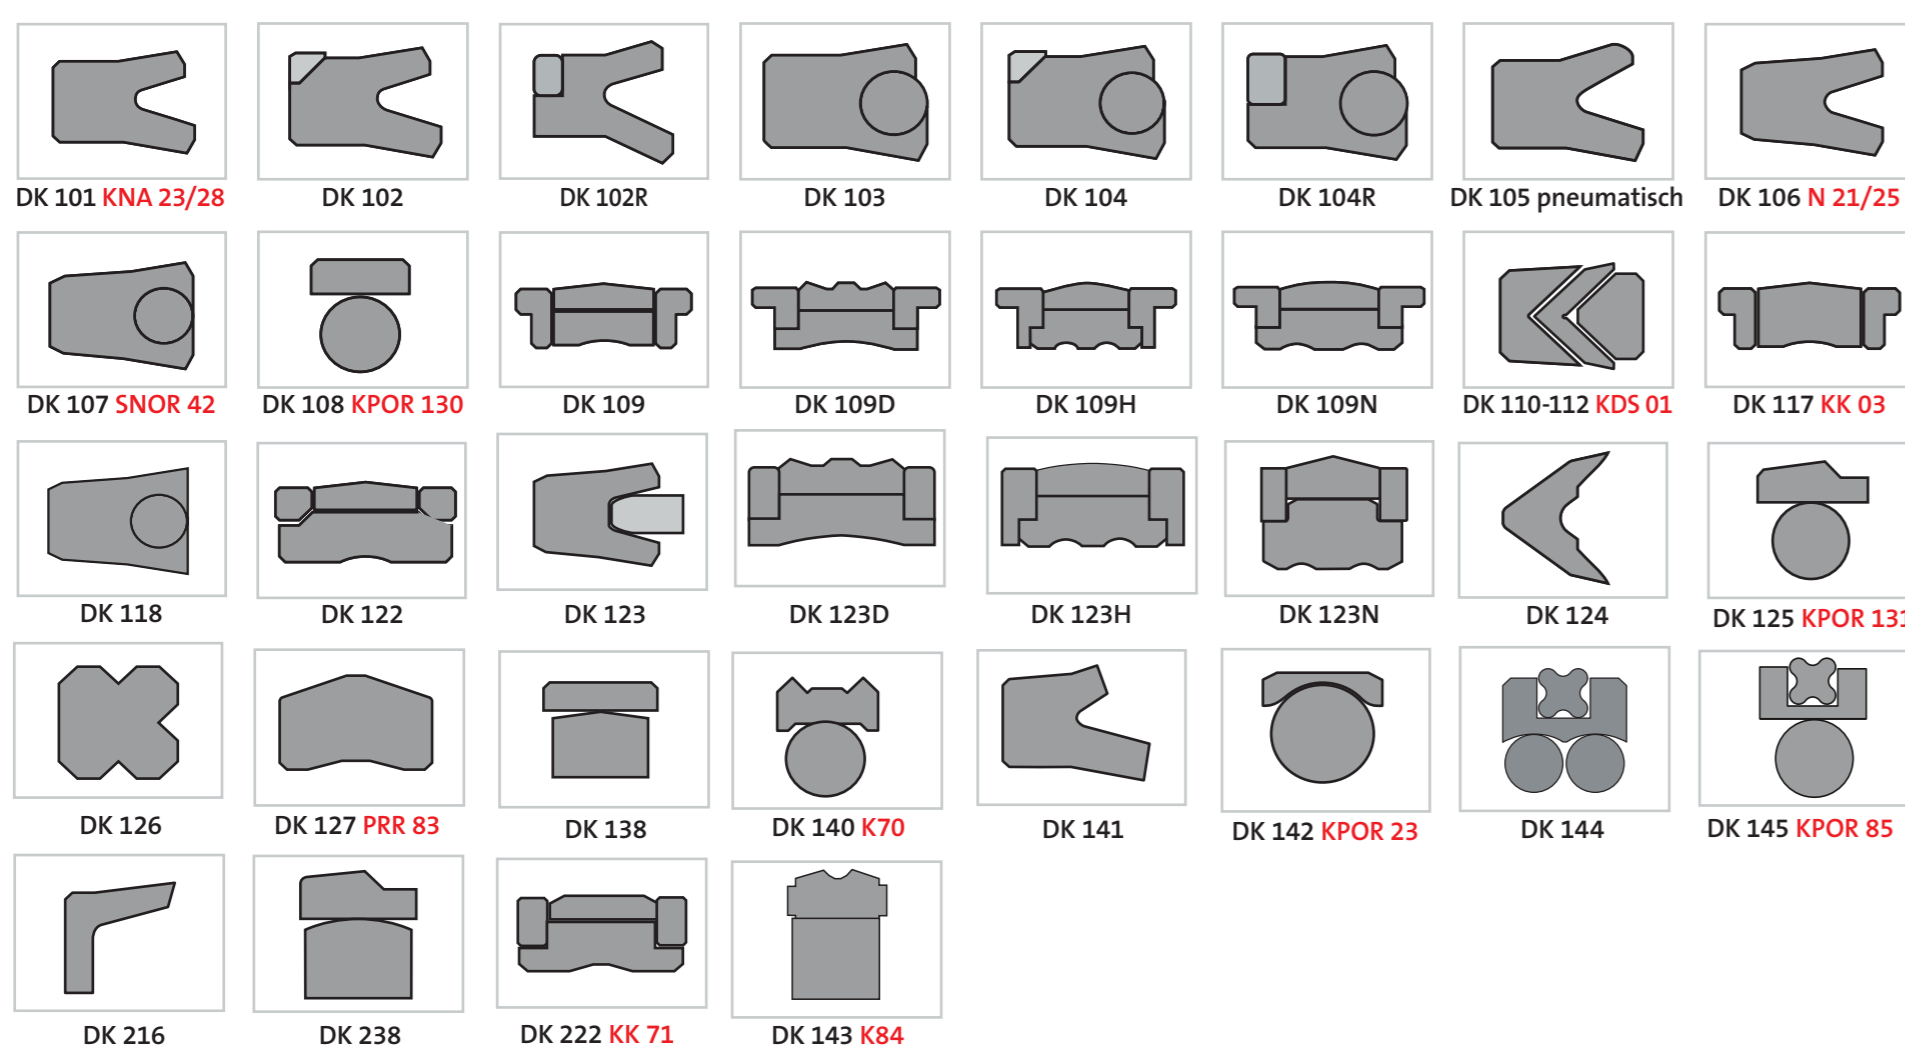 DK 101 KNA 23/28 DK 102 DK 102R DK 103 DK 104 DK 104R DK 105 pneumatisch DK 106 N 21/25
DK 107 SNOR 42 DK 108 KPOR 130 DK 109 DK 109D DK 109H DK 109N DK 110-112 KDS 01 DK 117 KK 03
DK 118 DK 122 DK 123 DK 123D DK 123H DK 123N DK 124 DK 125 KPOR 131
DK 126 DK 127 PRR 83 DK 138 DK 140 K70 DK 141 DK 142 KPOR 23 DK 144 DK 145 KPOR 85
DK 216 DK 238 DK 222 KK 71 DK 143 K84